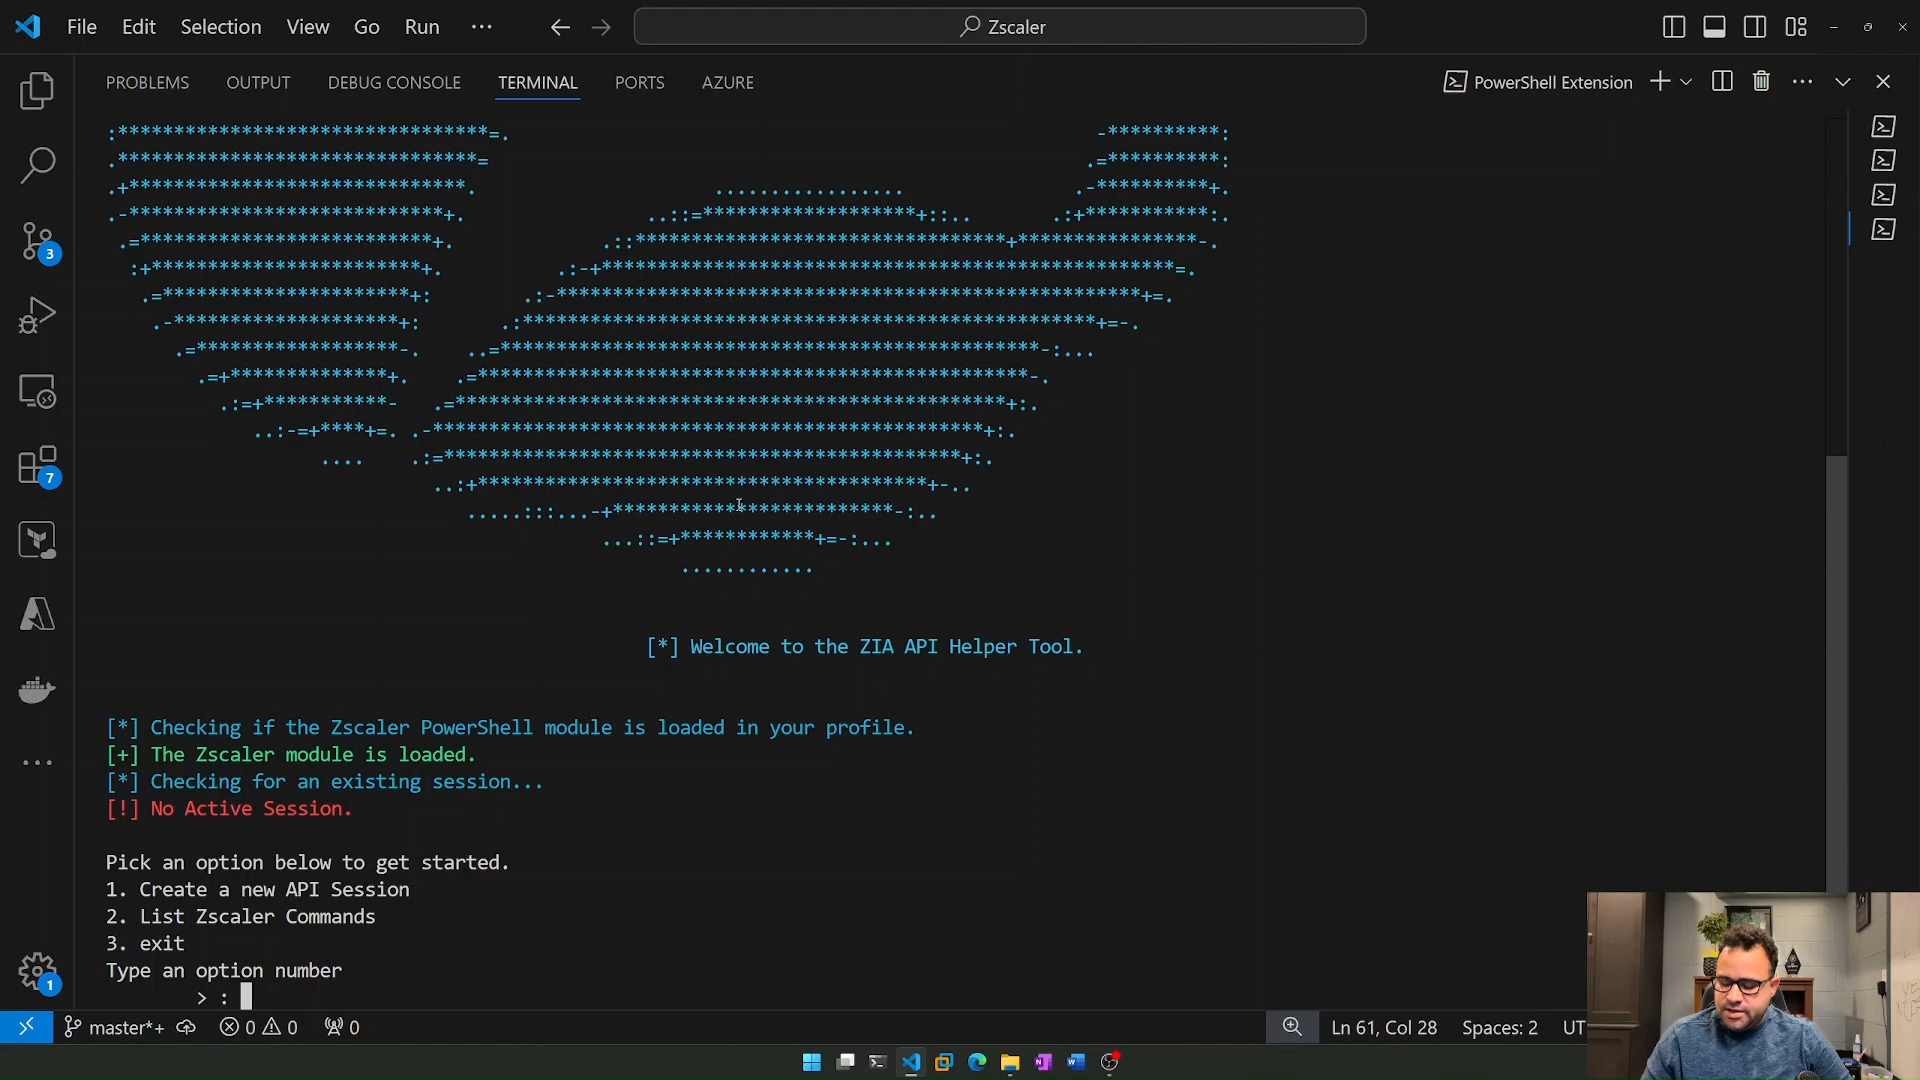 File Edit Selection View Go Run ··· Zscaler
PROBLEMS OUTPUT DEBUG CONSOLE TERMINAL PORTS AZURE PowerShell Extension
[*] Welcome to the ZIA API Helper Tool.
[*] Checking if the Zscaler PowerShell module is loaded in your profile.
[+] The Zscaler module is loaded.
[*] Checking for an existing session...
[!] No Active Session.
Pick an option below to get started.
1. Create a new API Session
2. List Zscaler Commands
3. exit
Type an option number
> :
3
7
1
master*+ 0 0 0 Ln 61, Col 28 Spaces: 2 UT